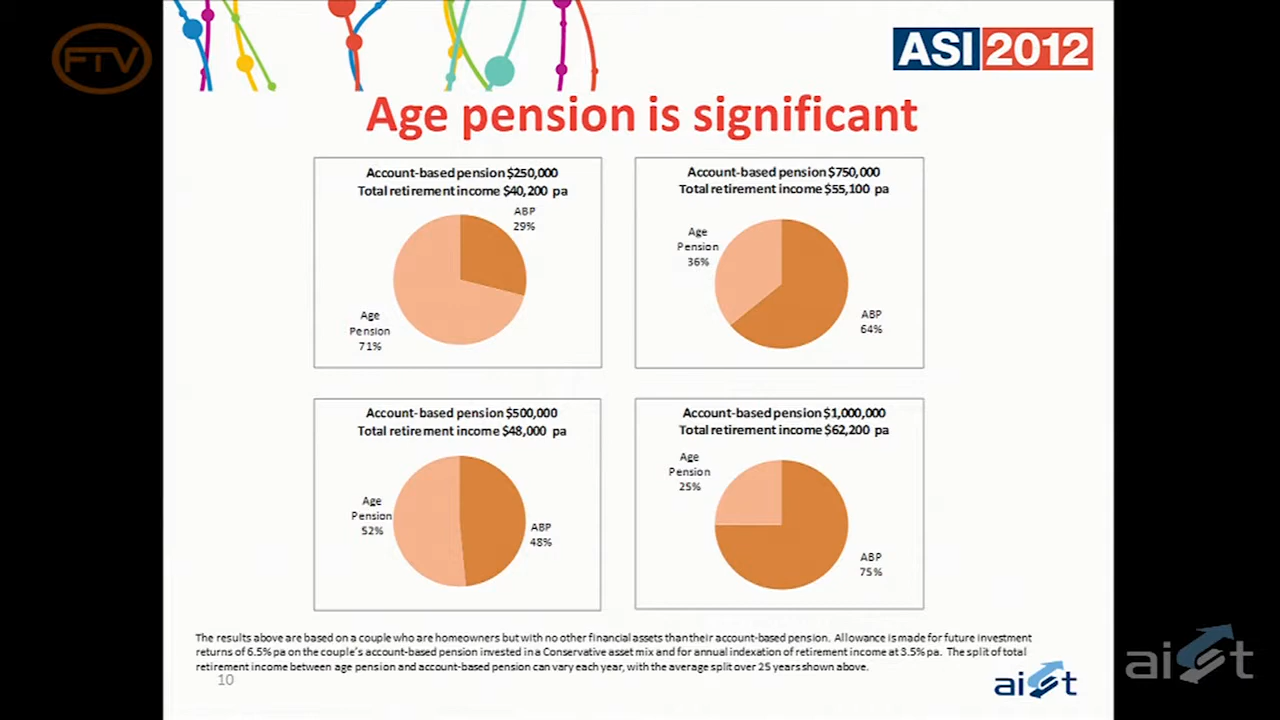 FTV
ASI 2012
Age pension is significant
Account-based pension $250,000
Total retirement income $40,200 pa
ABP
29%
Age
Pension
71%
Account-based pension $750,000
Total retirement income $55,100 pa
Age
Pension
36%
ABP
64%
Account-based pension $500,000
Total retirement income $48,000 pa
Age
Pension
52%
ABP
48%
Account-based pension $1,000,000
Total retirement income $62,200 pa
Age
Pension
25%
ABP
75%
The results above are based on a couple who are homeowners but with no other financial assets than their account-based pension. Allowance is made for future investment
returns of 6.5% pa on the couple's account-based pension invested in a Conservative asset mix and for annual indexation of retirement income at 3.5% pa. The split of total
retirement income between age pension and account-based pension can vary each year, with the average split over 25 years shown above.
10
aist
aist